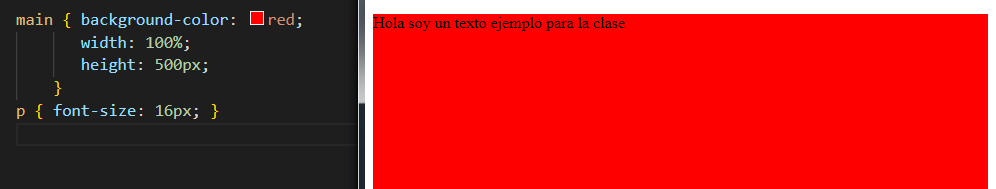 main { background-color: red;
width: 100%;
height: 500px;
}
p { font-size: 16px; }
Hola soy un texto ejemplo para la clase